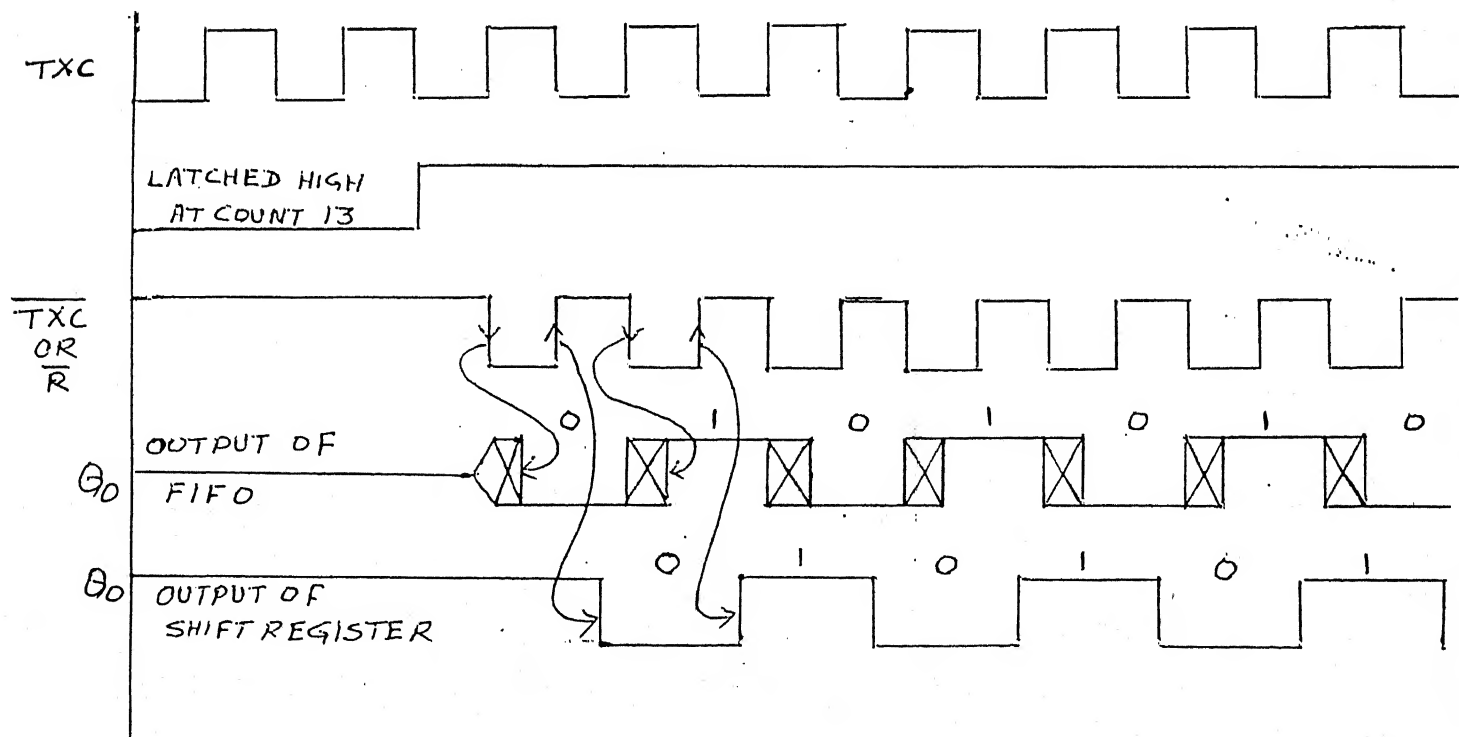 TXC
LATCHED HIGH
AT COUNT 13
TXC
OR
R
0 1 0 1 0 1 0
OUTPUT OF
Q0 FIFO
0 1 0 1 0 1
Q0 OUTPUT OF
SHIFT REGISTER